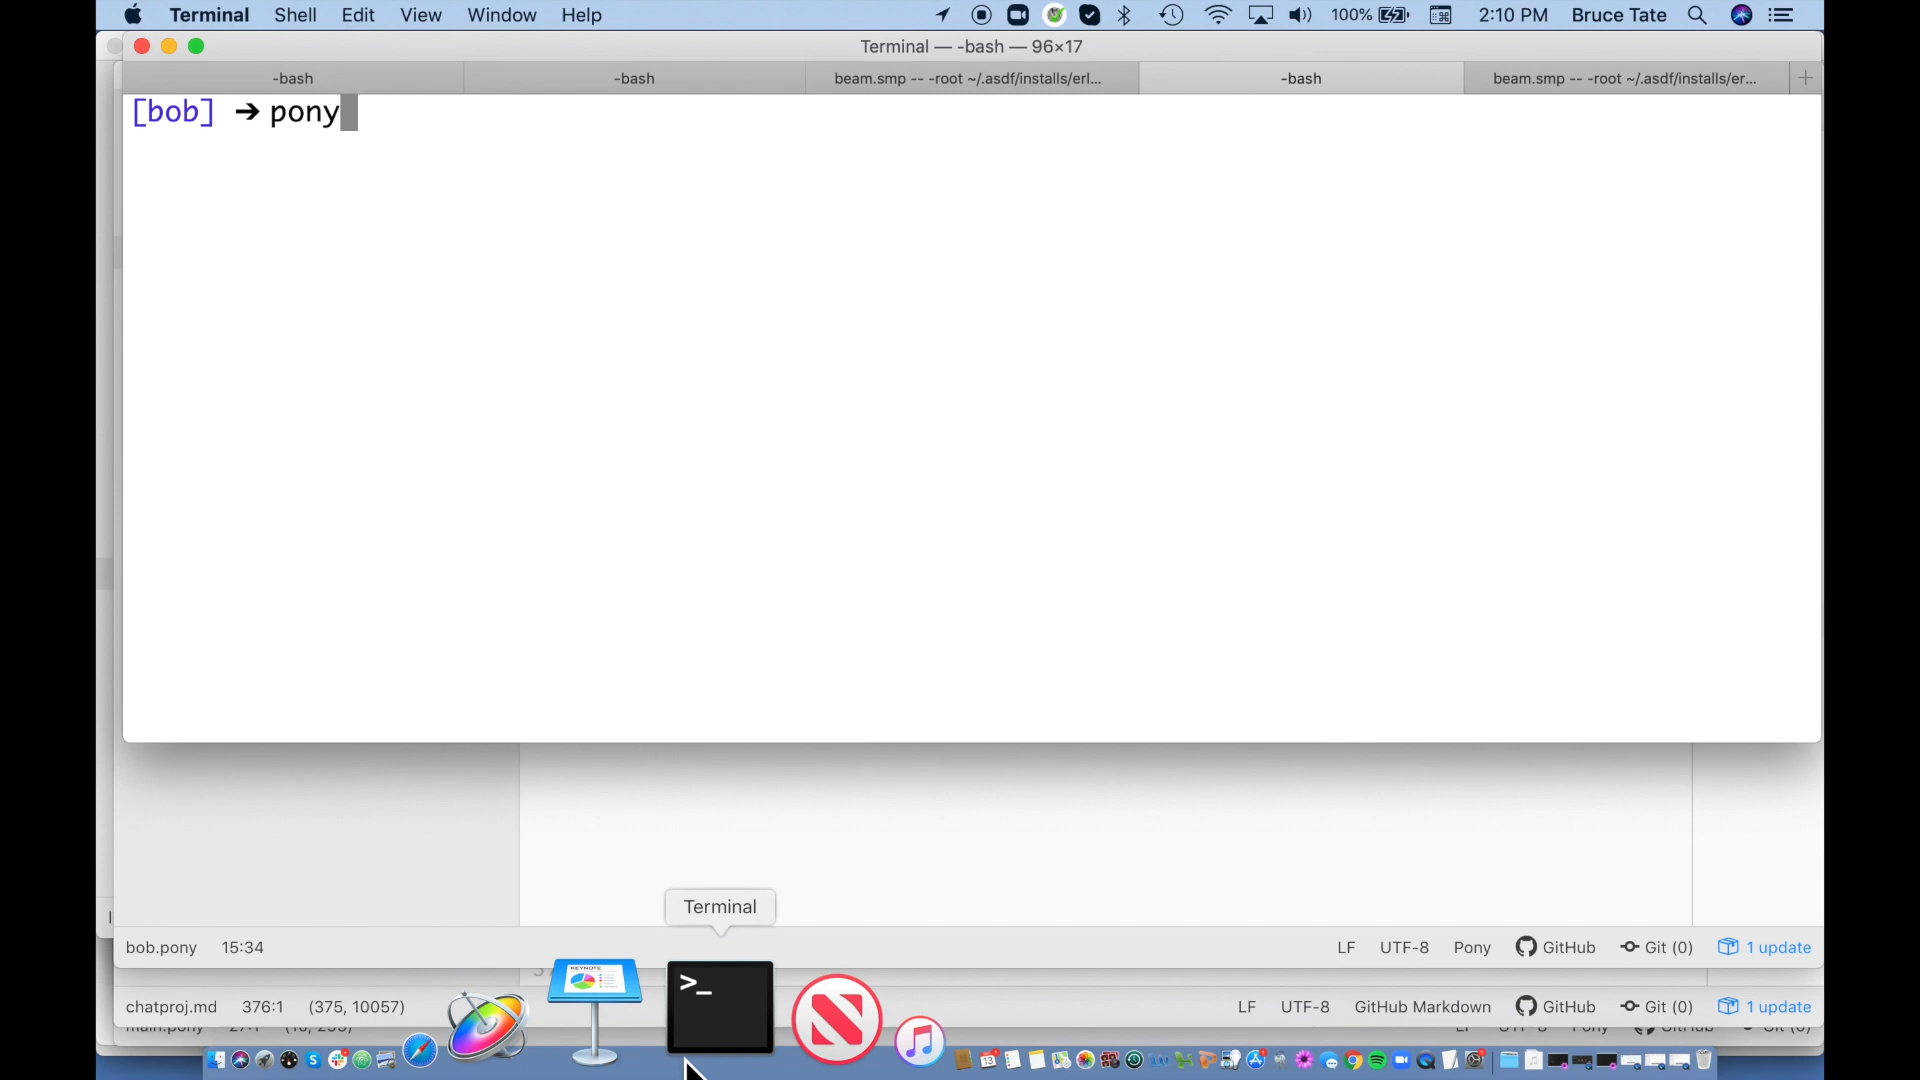 Terminal Shell Edit View Window Help 100% 2:10 PM Bruce Tate
Terminal — -bash — 96×17
-bash -bash beam.smp -- -root ~/.asdf/installs/erl... -bash beam.smp -- -root ~/.asdf/installs/er...
[bob] ➔ pony
Terminal
bob.pony 15:34 LF UTF-8 Pony GitHub Git (0) 1 update
KEYNOTE
>_
chatproj.md 376:1 (375, 10057) LF UTF-8 GitHub Markdown GitHub Git (0) 1 update